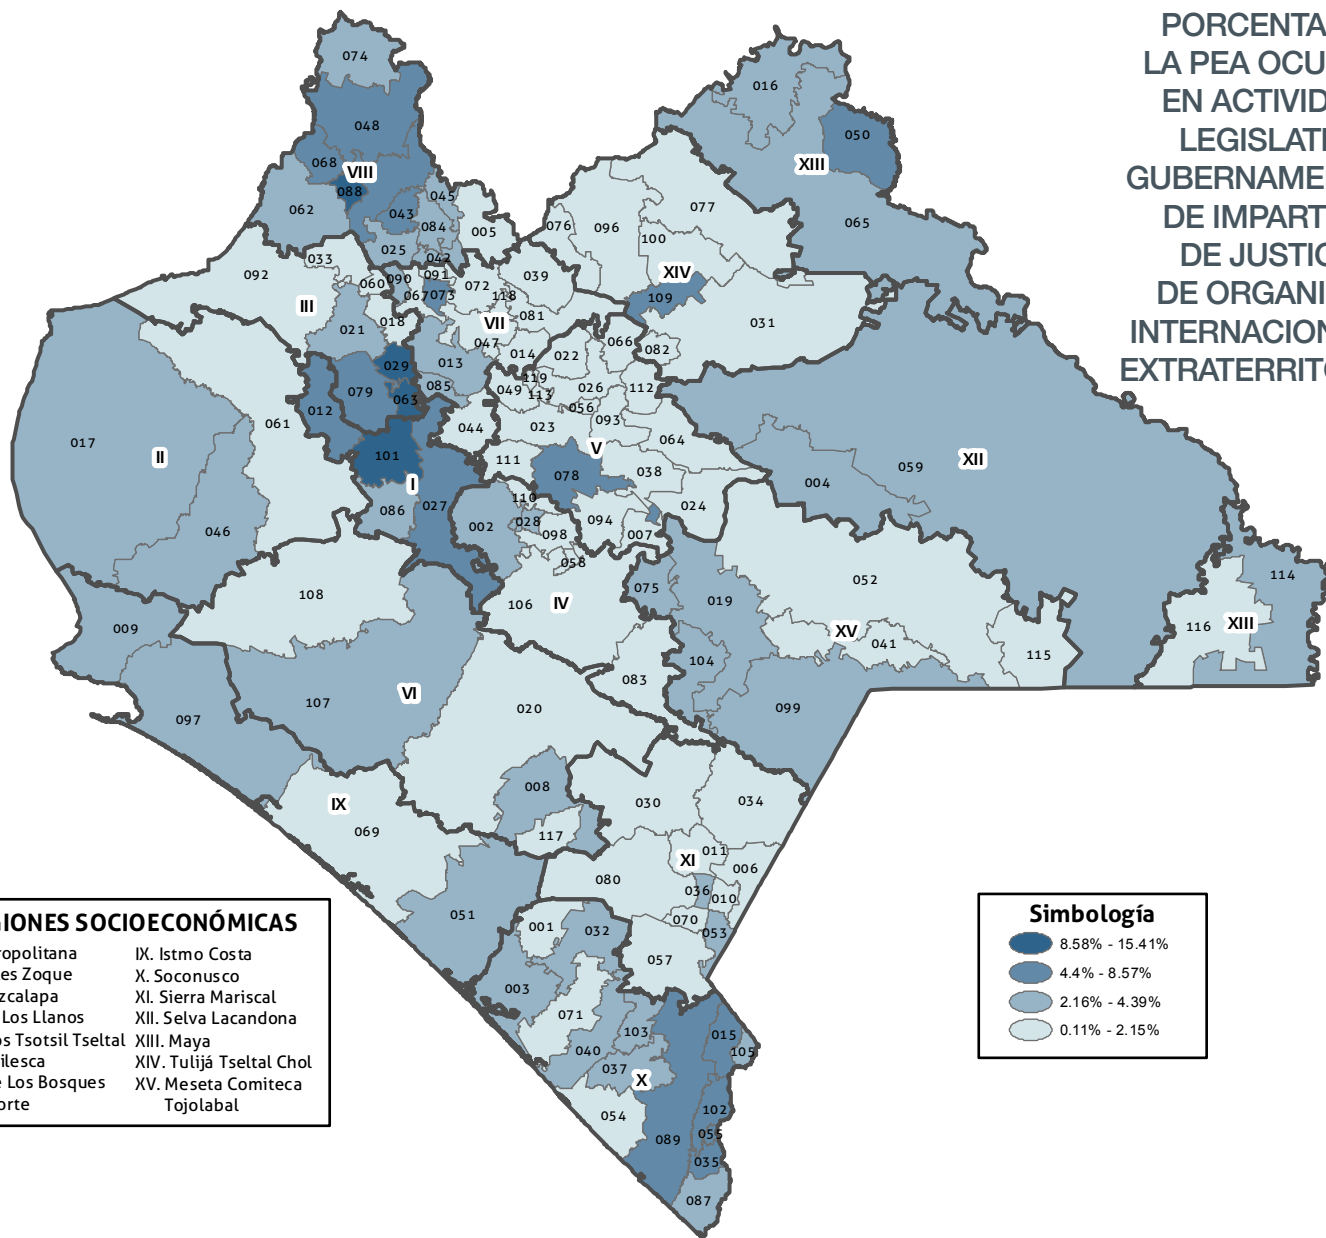 PORCENTA
LA PEA OCU
EN ACTIVID
LEGISLATI
GUBERNAME
DE IMPART
DE JUSTIC
DE ORGANI
INTERNACION
EXTRATERRITO
074
016
048
050
068
VIII
XIII
088
045
062
043
077
084
005
076
096
065
025
100
042
092
033
039
XIV
060
090
091
072
067
073
118
109
III
081
018
VII
031
021
047
066
082
014
022
013
029
119
079
085
049
026
112
063
113
012
056
093
061
044
023
064
017
II
101
111
V
XII
059
038
078
004
I
110
027
024
086
002
028
094
046
098
007
058
052
114
108
075
106
IV
019
009
116
XIII
XV
041
115
104
083
VI
107
020
099
097
008
IX
030
034
069
117
011
XI
006
080
036
010
051
070
001
032
053
057
003
071
103
015
040
105
037
X
054
102
089
055
035
087
GIONES SOCIOECONÓMICAS
ropolitana
es Zoque
zcalapa
Los Llanos
os Tsotsil Tseltal
ilesca
e Los Bosques
orte
IX. Istmo Costa
X. Soconusco
XI. Sierra Mariscal
XII. Selva Lacandona
XIII. Maya
XIV. Tulijá Tseltal Chol
XV. Meseta Comiteca
Tojolabal
Simbología
8.58% - 15.41%
4.4% - 8.57%
2.16% - 4.39%
0.11% - 2.15%